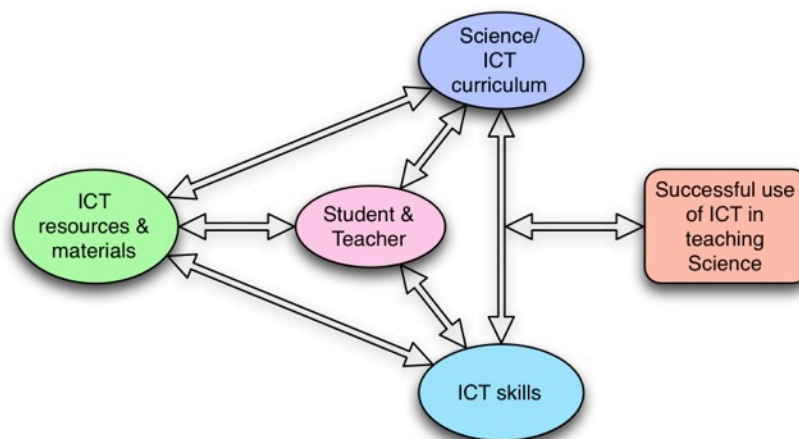 Science/
ICT
curriculum
ICT
resources &
materials
Student &
Teacher
Successful use
of ICT in
teaching
Science
ICT skills